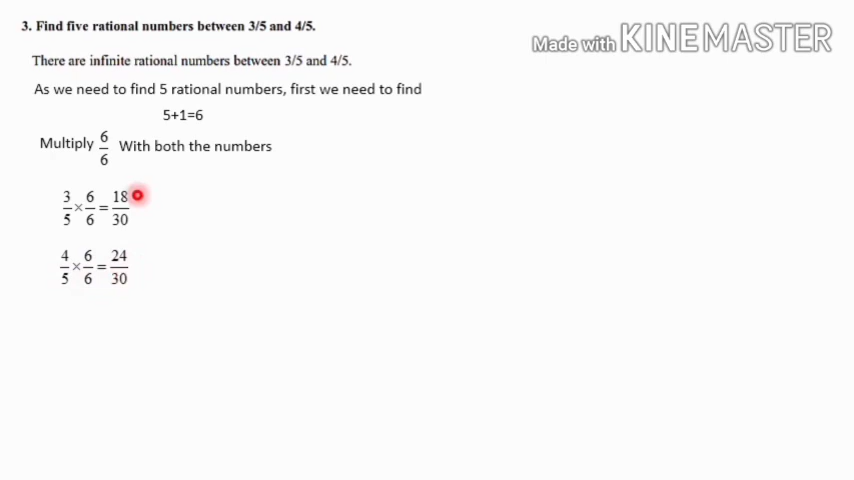 3. Find five rational numbers between 3/5 and 4/5.
Made with KINEMASTER
There are infinite rational numbers between 3/5 and 4/5.
As we need to find 5 rational numbers, first we need to find
5+1=6
Multiply 6/6 With both the numbers
3/5 × 6/6 = 18/30
4/5 × 6/6 = 24/30